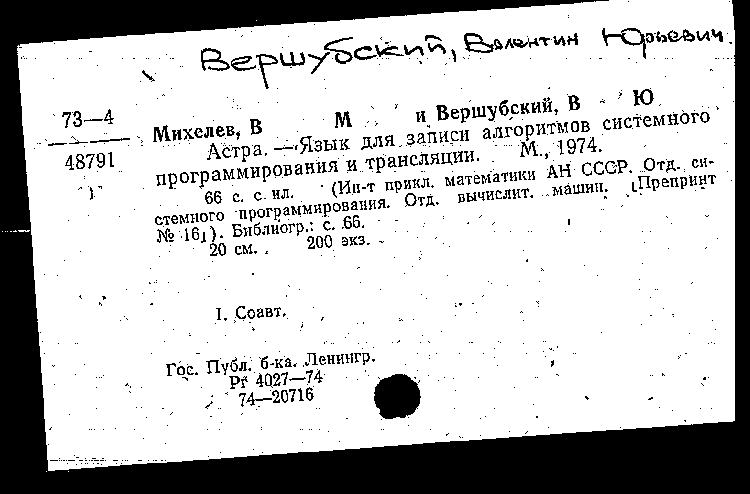 Вершубский, Валентин Юрьевич
73—4
48791
Михелев, В М и Вершубский, В Ю
Астра. — Язык для записи алгоритмов системного
программирования и трансляции. М., 1974.
66 с. с ил. (Ин-т прикл. математики АН СССР. Отд. си-
стемного программирования. Отд. вычислит. машин. [Препринт
№ 16]). Библиогр.: с. 66.
20 см. 200 экз.
I. Соавт.
Гос. Публ. б-ка. Ленингр.
Рг 4027—74
74—20716